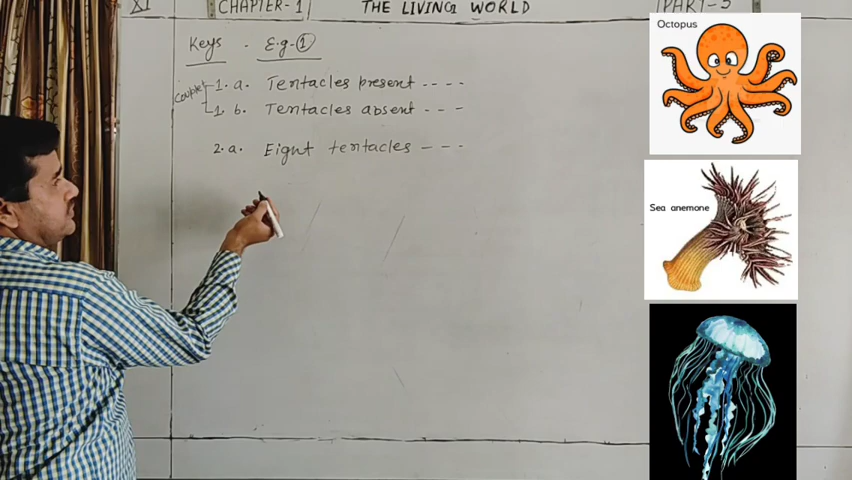 XI CHAPTER-1 THE LIVING WORLD PART-5
Keys - E.g-①
Couplet 1. a. Tentacles present ----
1. b. Tentacles absent ---
2. a. Eight tentacles ---
Octopus
Sea anemone